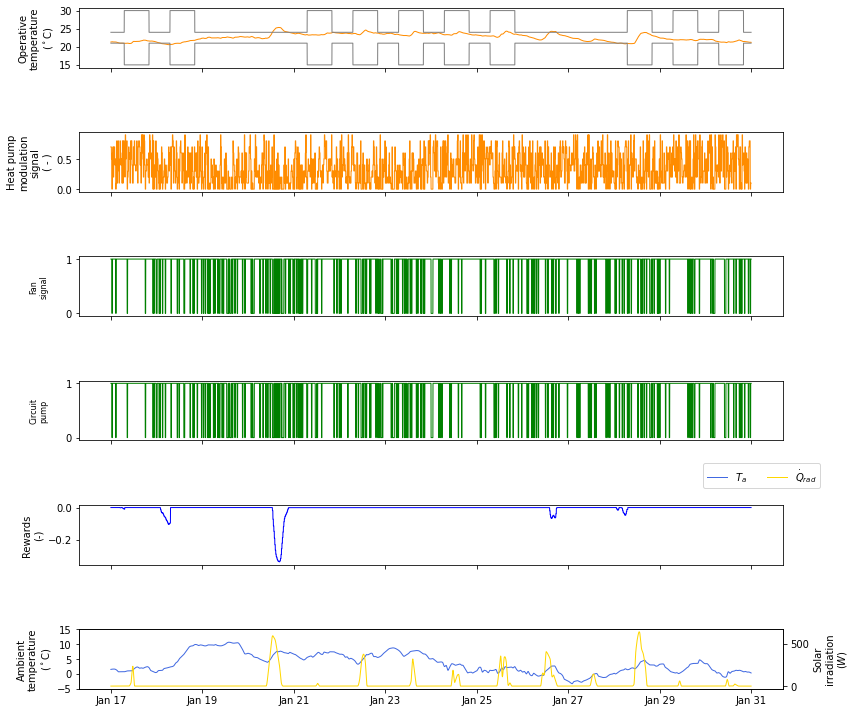 Operative
temperature
(°C)
30
25
20
15
Heat pump
modulation
signal
( - )
0.5
0.0
Fan
signal
1
0
Circuit
pump
1
0
T_a
Q̇_rad
Rewards
(-)
0.0
−0.2
Ambient
temperature
(°C)
15
10
5
0
−5
500
0
Solar
irradiation
(W)
Jan 17 Jan 19 Jan 21 Jan 23 Jan 25 Jan 27 Jan 29 Jan 31